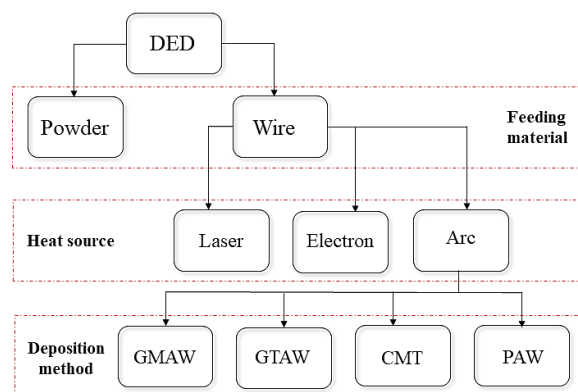 DED
Powder
Wire
Feeding
material
Heat source
Laser
Electron
Arc
Deposition
method
GMAW
GTAW
CMT
PAW